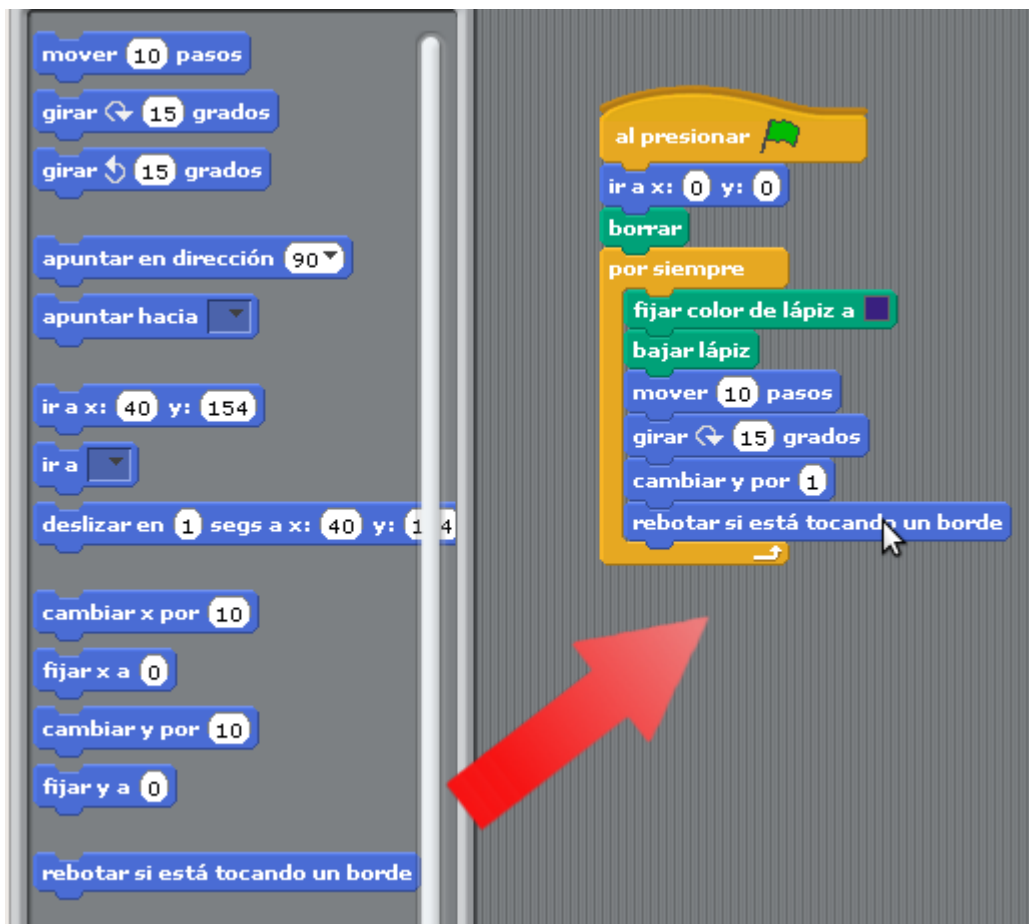 mover 10 pasos
girar 15 grados
girar 15 grados
apuntar en dirección 90
apuntar hacia
ir a x: 40 y: 154
ir a
deslizar en 1 segs a x: 40 y: 1 4
cambiar x por 10
fijar x a 0
cambiar y por 10
fijar y a 0
rebotar si está tocando un borde
al presionar
ir a x: 0 y: 0
borrar
por siempre
fijar color de lápiz a
bajar lápiz
mover 10 pasos
girar 15 grados
cambiar y por 1
rebotar si está tocando un borde